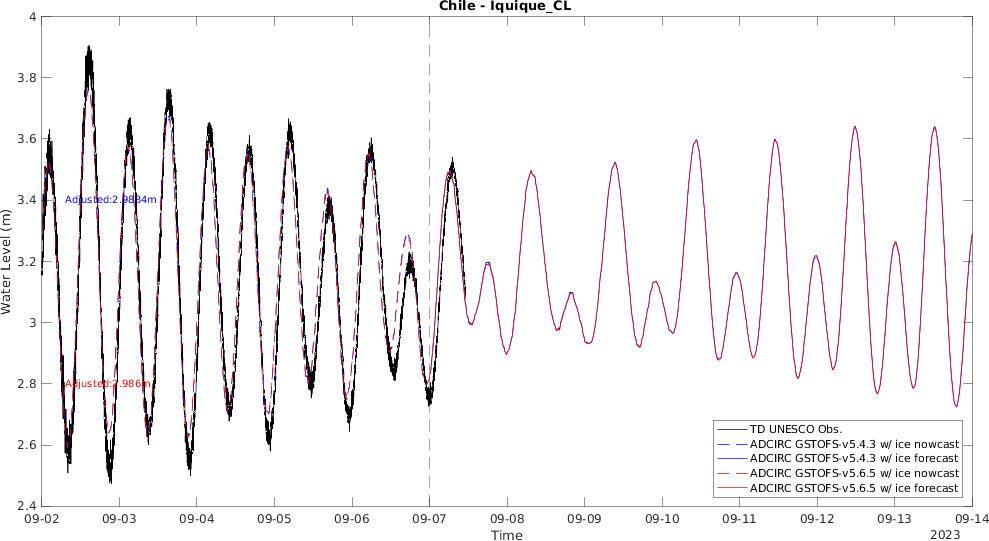 Chile - Iquique_CL
4
3.8
3.6
3.4
3.2
3
2.8
2.6
2.4
Water Level (m)
Adjusted:2.9884m
Adjusted:2.986m
TD UNESCO Obs.
ADCIRC GSTOFS-v5.4.3 w/ ice nowcast
ADCIRC GSTOFS-v5.4.3 w/ ice forecast
ADCIRC GSTOFS-v5.6.5 w/ ice nowcast
ADCIRC GSTOFS-v5.6.5 w/ ice forecast
09-02 09-03 09-04 09-05 09-06 09-07 09-08 09-09 09-10 09-11 09-12 09-13 09-14
Time
2023